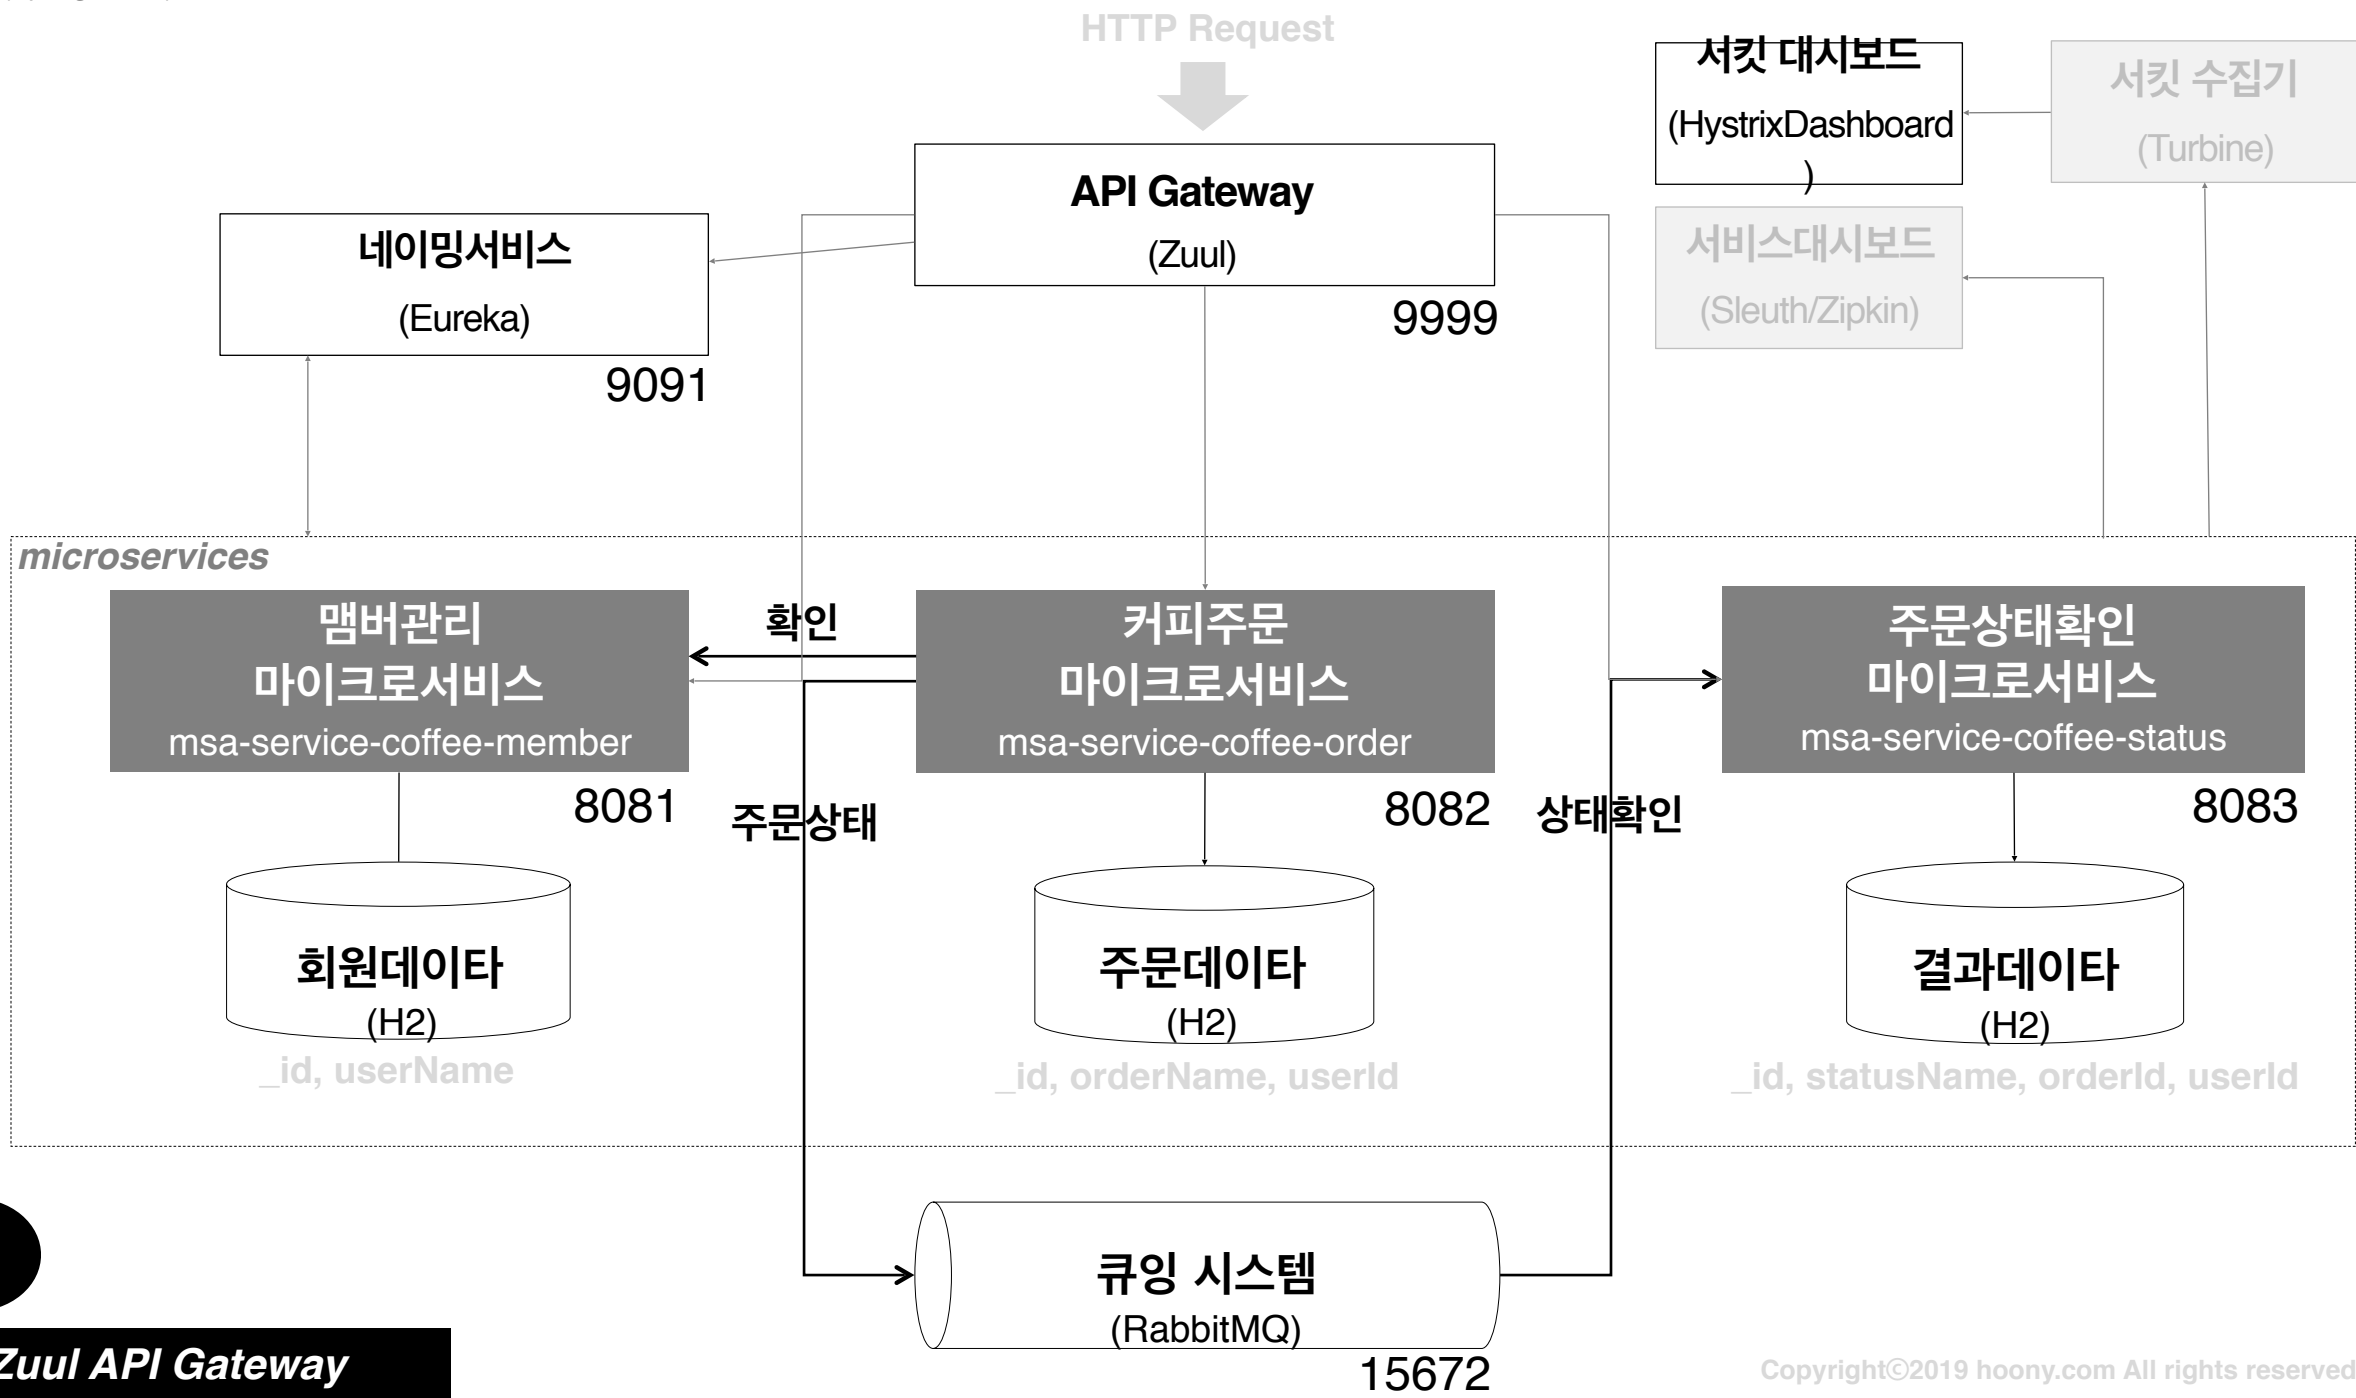 HTTP Request
서킷 대시보드
(HystrixDashboard
)
서킷 수집기
(Turbine)
API Gateway
(Zuul)
9999
네이밍서비스
(Eureka)
9091
서비스대시보드
(Sleuth/Zipkin)
microservices
맴버관리
마이크로서비스
msa-service-coffee-member
8081
확인
커피주문
마이크로서비스
msa-service-coffee-order
8082
주문상태확인
마이크로서비스
msa-service-coffee-status
8083
주문상태
상태확인
회원데이타
(H2)
_id, userName
주문데이타
(H2)
_id, orderName, userId
결과데이타
(H2)
_id, statusName, orderId, userId
큐잉 시스템
(RabbitMQ)
15672
Zuul API Gateway
Copyrightⓒ2019 hoony.com All rights reserved